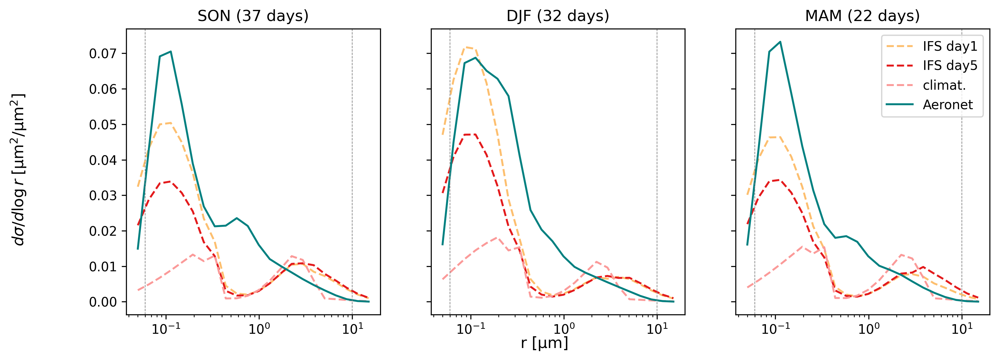 SON (37 days)
DJF (32 days)
MAM (22 days)
dσ/dlog r [µm²/µm²]
0.07
0.06
0.05
0.04
0.03
0.02
0.01
0.00
IFS day1
IFS day5
climat.
Aeronet
10⁻¹ 10⁰ 10¹
10⁻¹ 10⁰ 10¹
10⁻¹ 10⁰ 10¹
r [µm]